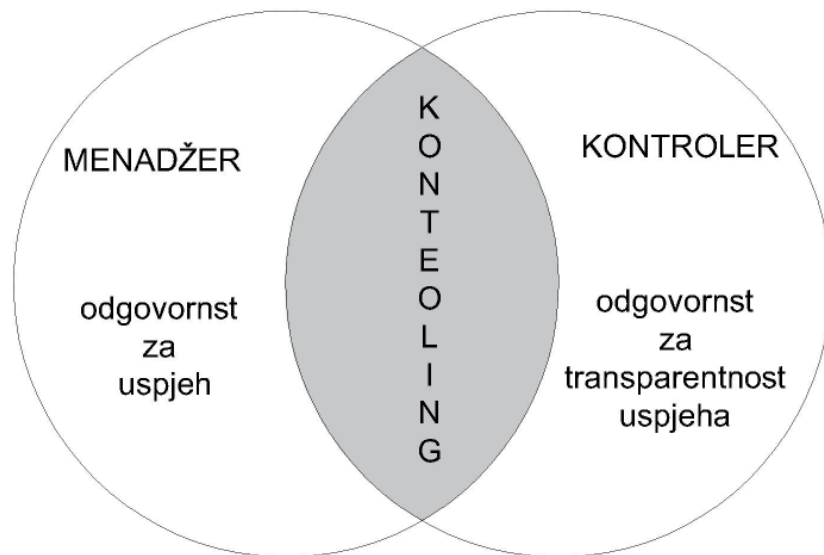 MENADŽER
odgovornst
za
uspjeh
K
O
N
T
E
O
L
I
N
G
KONTROLER
odgovornst
za
transparentnost
uspjeha